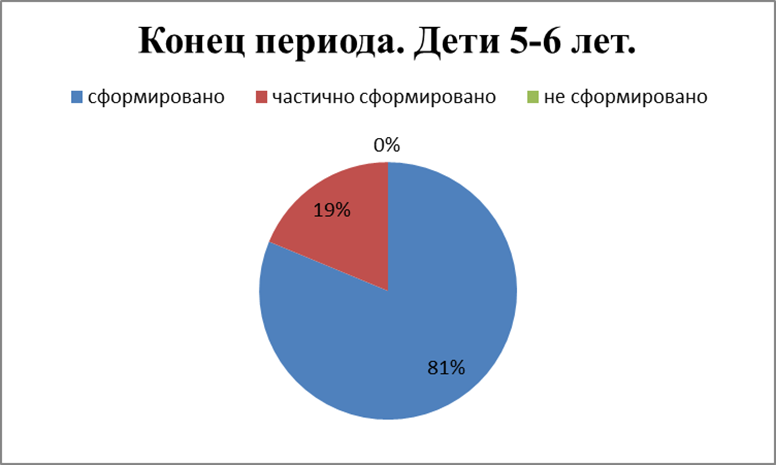 Конец периода. Дети 5-6 лет.
сформировано частично сформировано не сформировано
0%
19%
81%